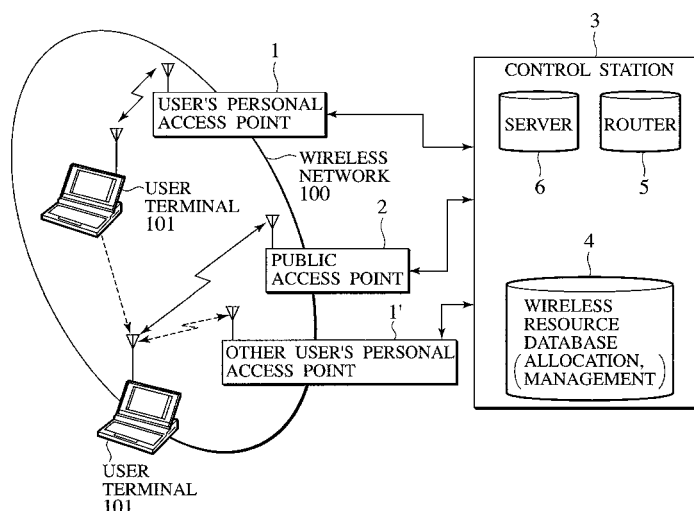 1
USER'S PERSONAL
ACCESS POINT
WIRELESS
NETWORK
100
USER
TERMINAL
101
2
PUBLIC
ACCESS POINT
1'
OTHER USER'S PERSONAL
ACCESS POINT
USER
TERMINAL
101
3
CONTROL STATION
SERVER
6
ROUTER
5
4
WIRELESS
RESOURCE
DATABASE
(ALLOCATION,
MANAGEMENT)